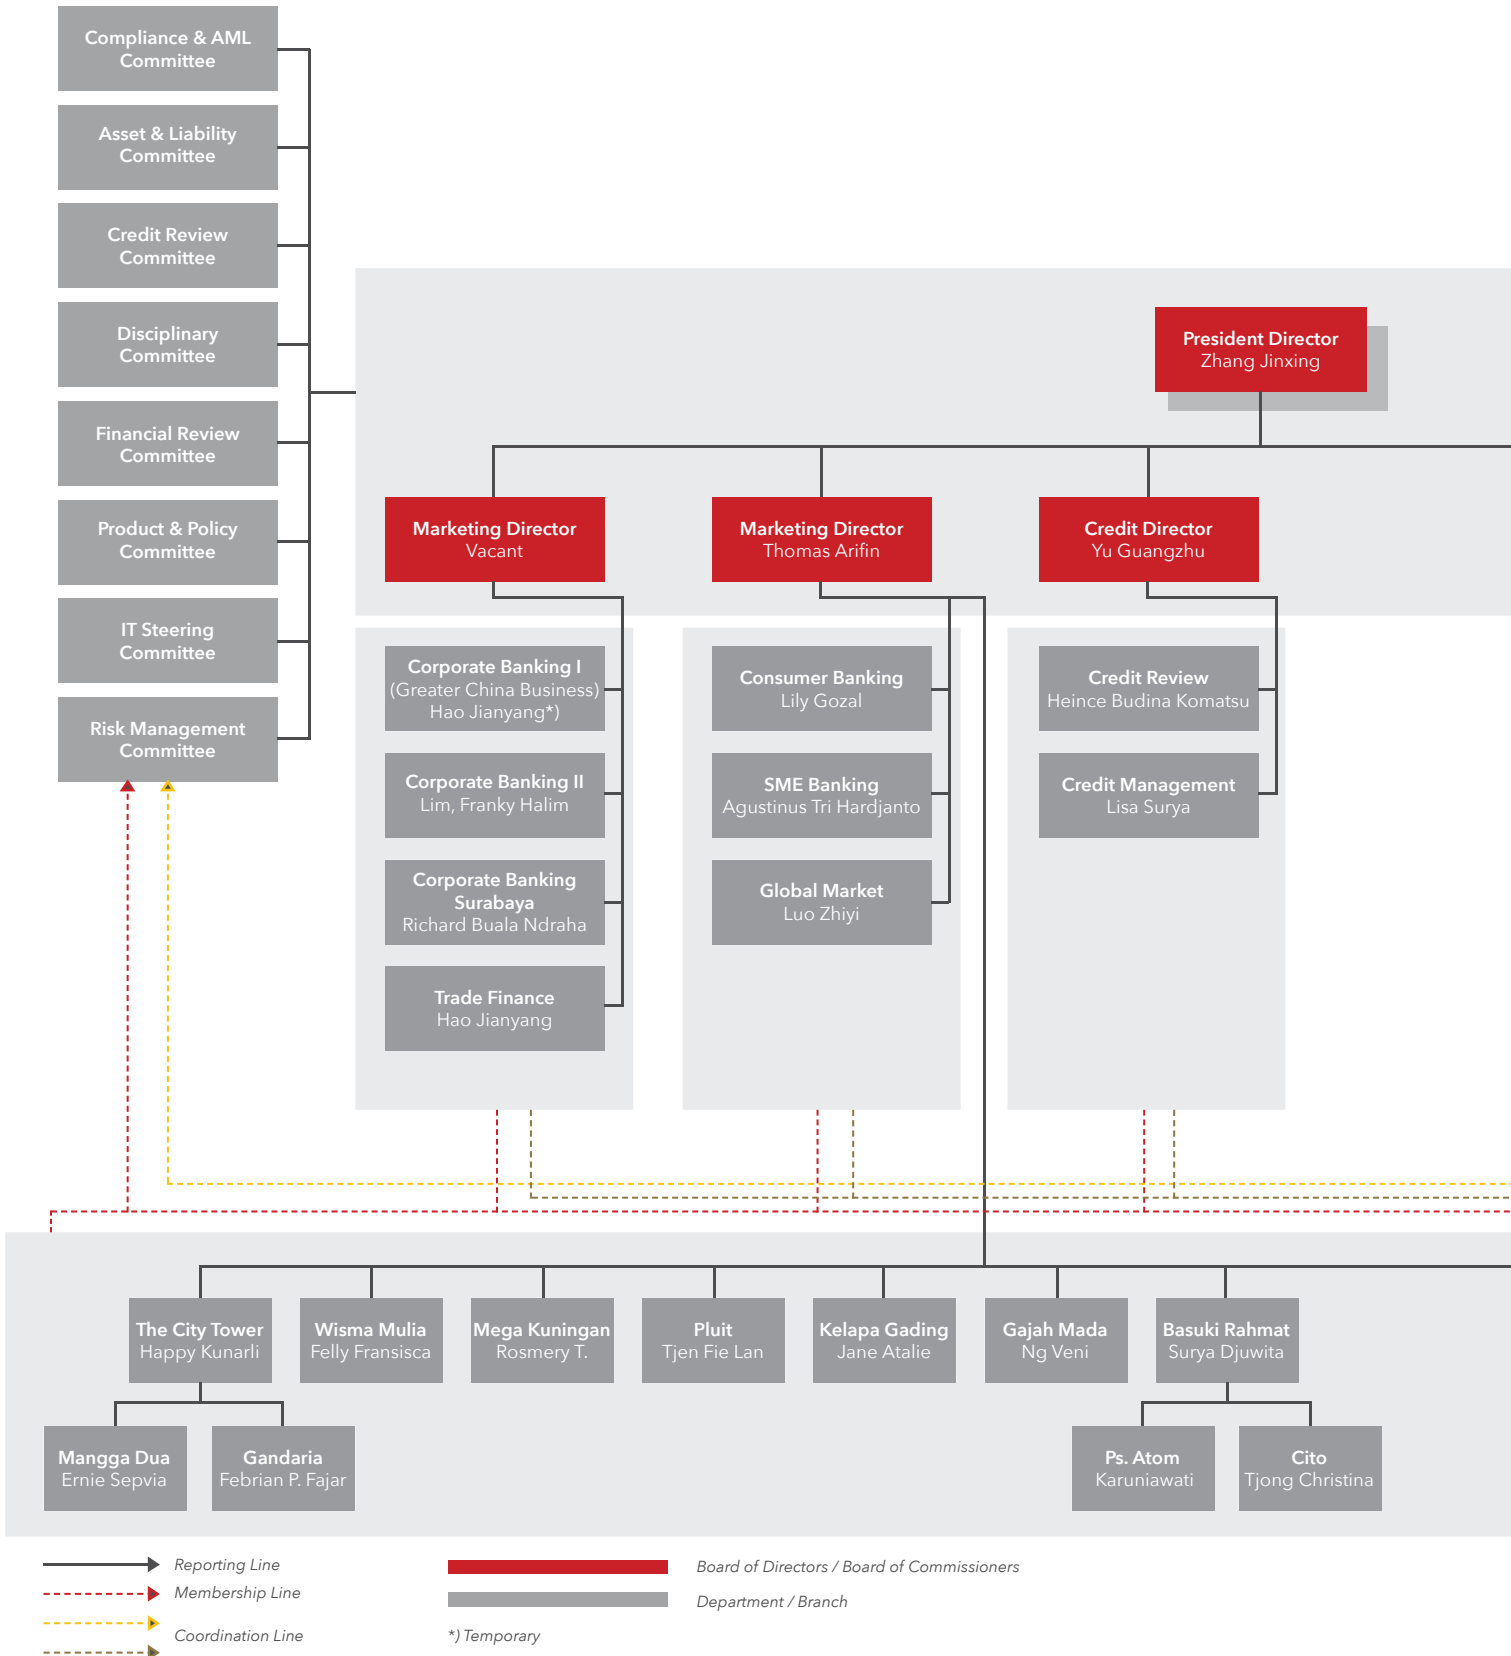 Compliance & AML
Committee
Asset & Liability
Committee
Credit Review
Committee
Disciplinary
Committee
Financial Review
Committee
Product & Policy
Committee
IT Steering
Committee
Risk Management
Committee
President Director
Zhang Jinxing
Marketing Director
Vacant
Marketing Director
Thomas Arifin
Credit Director
Yu Guangzhu
Corporate Banking I
(Greater China Business)
Hao Jianyang*)
Corporate Banking II
Lim, Franky Halim
Corporate Banking
Surabaya
Richard Buala Ndraha
Trade Finance
Hao Jianyang
Consumer Banking
Lily Gozal
SME Banking
Agustinus Tri Hardjanto
Global Market
Luo Zhiyi
Credit Review
Heince Budina Komatsu
Credit Management
Lisa Surya
The City Tower
Happy Kunarli
Wisma Mulia
Felly Fransisca
Mega Kuningan
Rosmery T.
Pluit
Tjen Fie Lan
Kelapa Gading
Jane Atalie
Gajah Mada
Ng Veni
Basuki Rahmat
Surya Djuwita
Mangga Dua
Ernie Sepvia
Gandaria
Febrian P. Fajar
Ps. Atom
Karuniawati
Cito
Tjong Christina
Reporting Line
Membership Line
Coordination Line
Board of Directors / Board of Commissioners
Department / Branch
*) Temporary